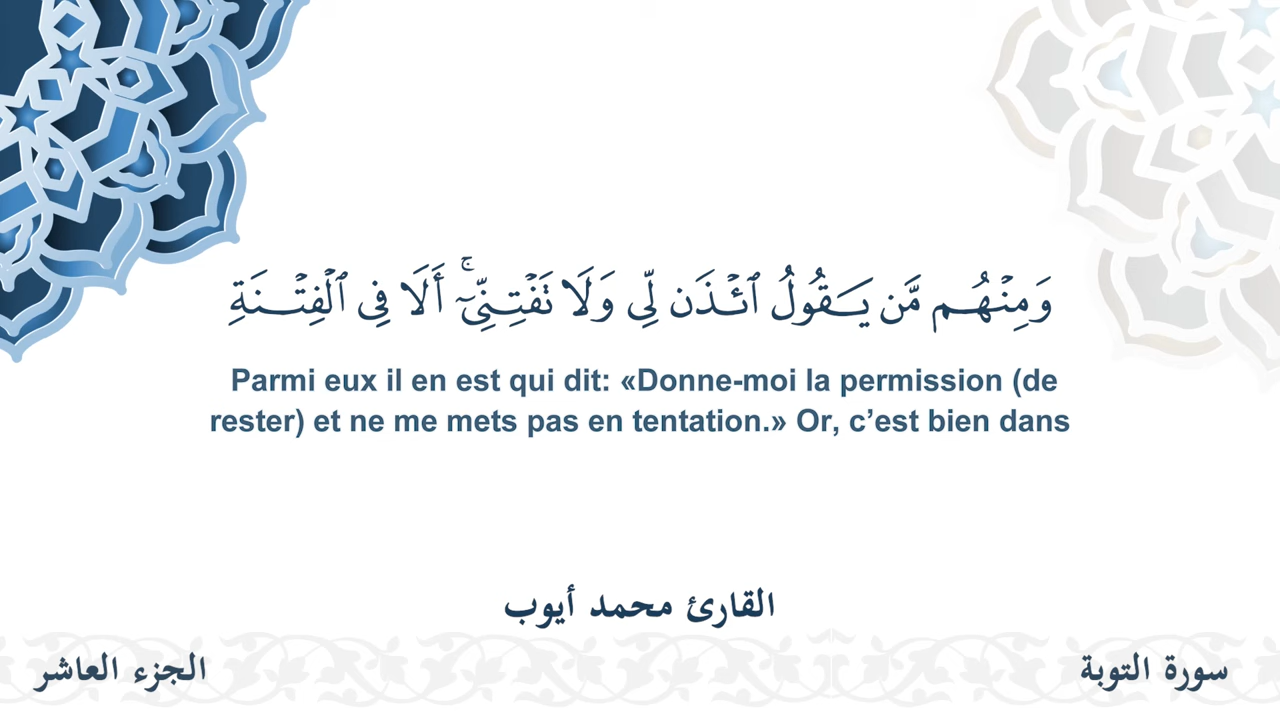 وَمِنْهُم مَّن يَقُولُ ٱئْذَن لِّى وَلَا تَفْتِنِّىٓ ۚ أَلَا فِى ٱلْفِتْنَةِ
Parmi eux il en est qui dit: «Donne-moi la permission (de
rester) et ne me mets pas en tentation.» Or, c’est bien dans
القارئ محمد أيوب
سورة التوبة
الجزء العاشر